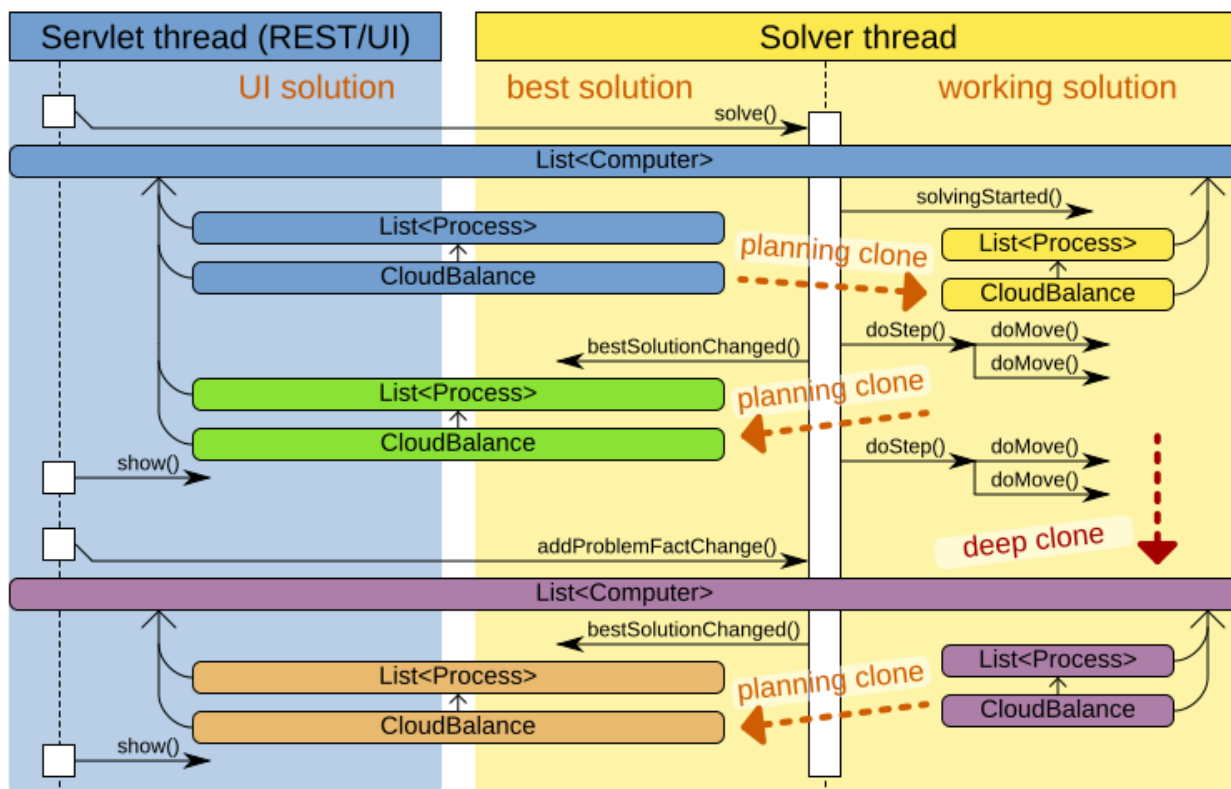 Servlet thread (REST/UI)
Solver thread
UI solution
best solution
working solution
solve()
List<Computer>
solvingStarted()
List<Process>
planning clone
List<Process>
CloudBalance
CloudBalance
doStep()
doMove()
bestSolutionChanged()
doMove()
List<Process>
planning clone
CloudBalance
doStep()
doMove()
show()
doMove()
addProblemFactChange()
deep clone
List<Computer>
bestSolutionChanged()
List<Process>
planning clone
List<Process>
CloudBalance
CloudBalance
show()